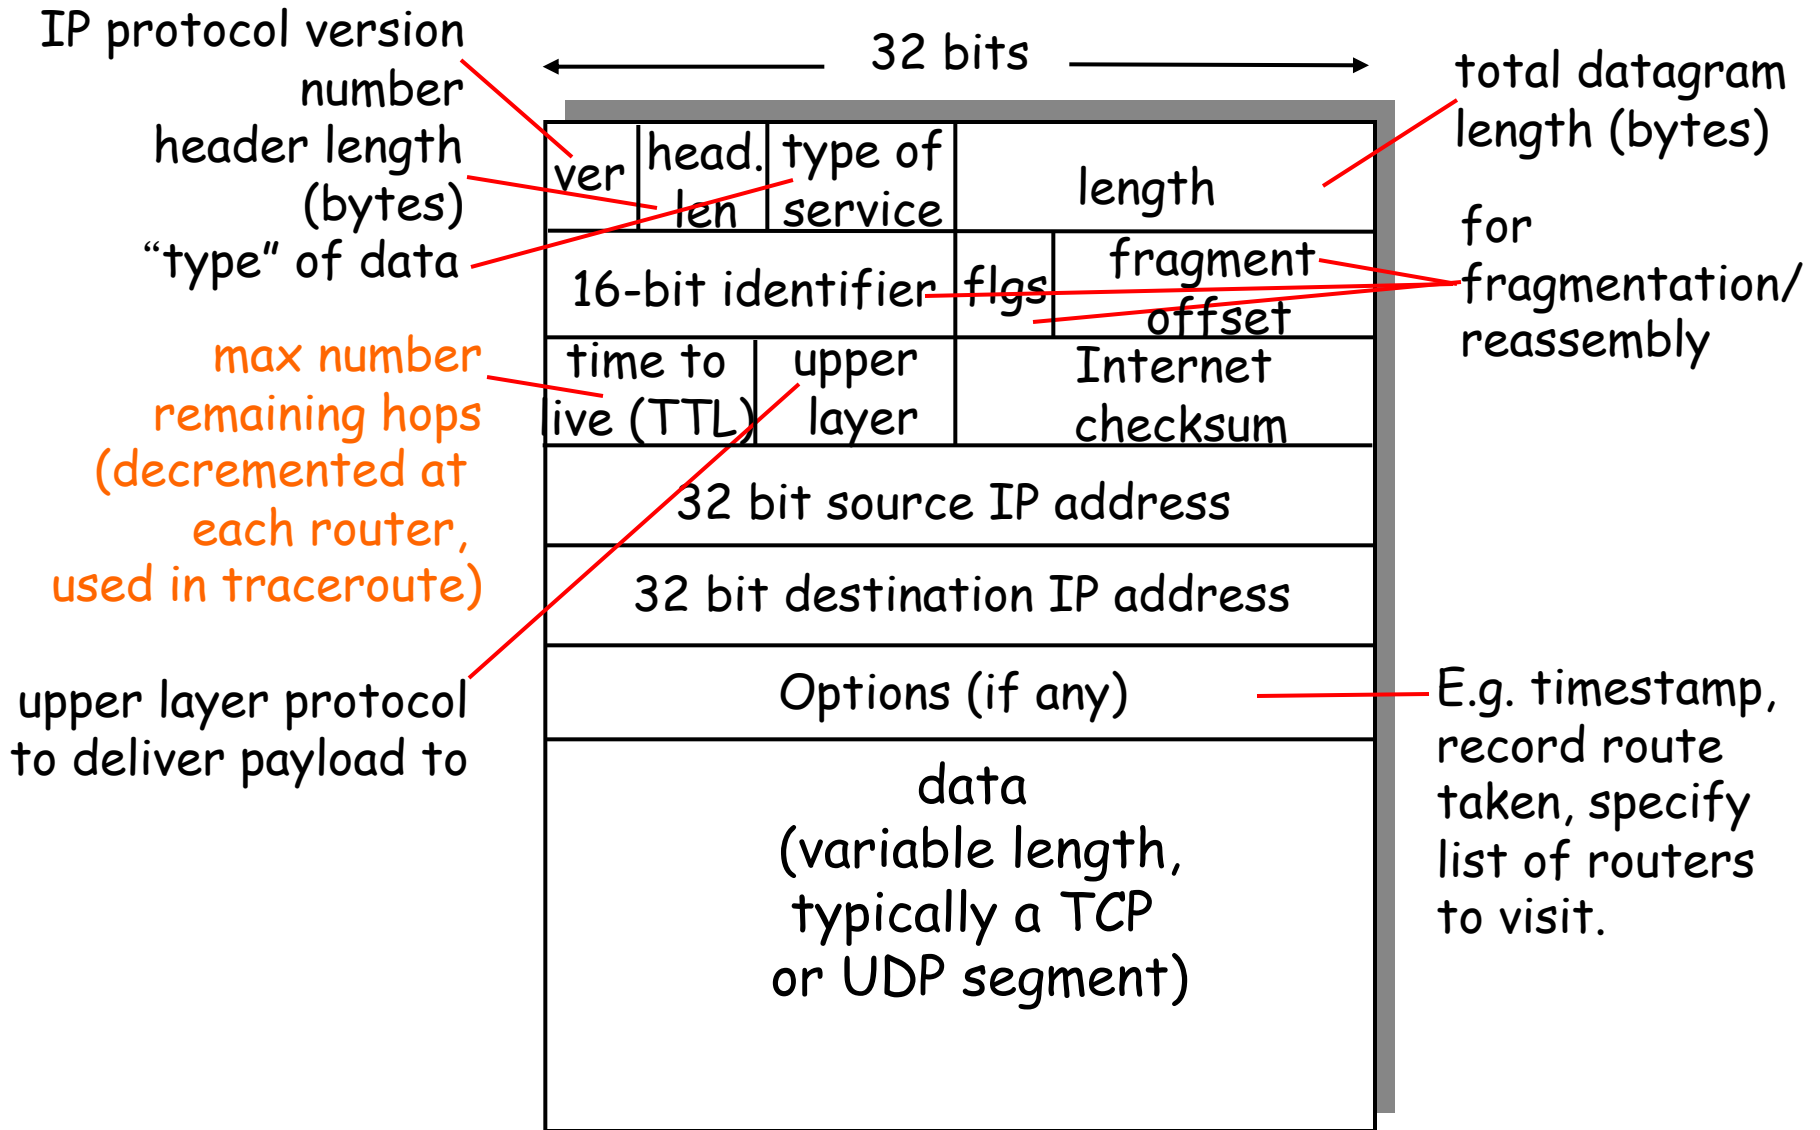 IP protocol version
number
header length
(bytes)
“type” of data
max number
remaining hops
(decremented at
each router,
used in traceroute)
upper layer protocol
to deliver payload to
32 bits
ver
head.
len
type of
service
length
16-bit identifier
flgs
fragment
offset
time to
live (TTL)
upper
layer
Internet
checksum
32 bit source IP address
32 bit destination IP address
Options (if any)
data
(variable length,
typically a TCP
or UDP segment)
total datagram
length (bytes)
for
fragmentation/
reassembly
E.g. timestamp,
record route
taken, specify
list of routers
to visit.